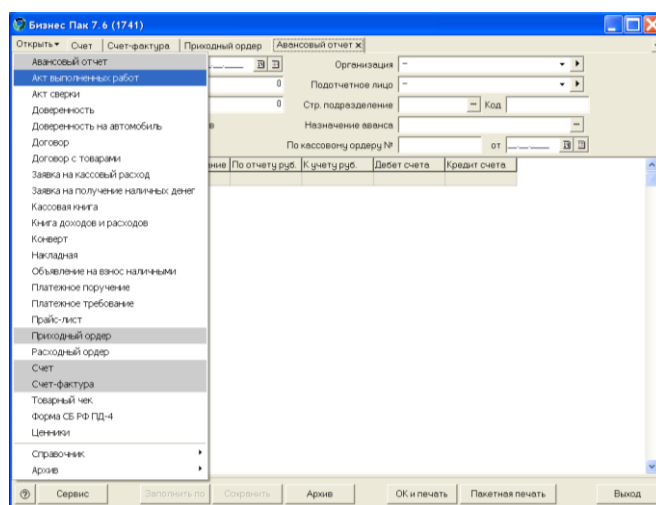 Бизнес Пак 7.6 (1741)
Открыть Счет Счет-фактура Приходный ордер Авансовый отчет x
Авансовый отчет
Организация
Акт выполненных работ
0 Подотчетное лицо
Акт сверки
Доверенность
0 Стр. подразделение Код
Доверенность на автомобиль
Назначение аванса
Договор
По кассовому ордеру № от
Договор с товарами
По отчету руб. К учету руб. Дебет счета Кредит счета
Заявка на кассовый расход
Заявка на получение наличных денег
Кассовая книга
Книга доходов и расходов
Конверт
Накладная
Объявление на взнос наличными
Платежное поручение
Платежное требование
Прайс-лист
Приходный ордер
Расходный ордер
Счет
Счет-фактура
Товарный чек
Форма СБ РФ ПД-4
Ценники
Справочник
Архив
Сервис Заполнить по Сохранить Архив ОК и печать Пакетная печать Выход